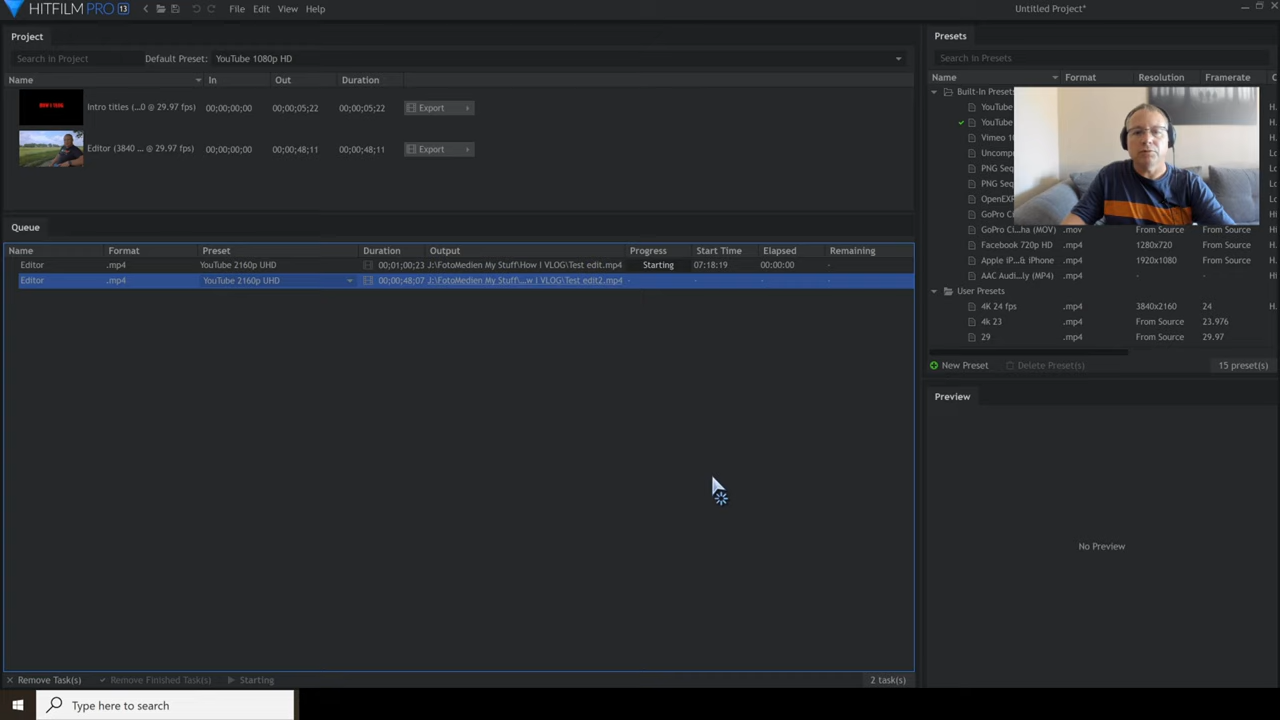 HITFILM PRO 13 File Edit View Help Untitled Project*
Project
Search in Project Default Preset: YouTube 1080p HD
Name In Out Duration
Intro titles (...0 @ 29.97 fps) 00;00;00;00 00;00;05;22 00;00;05;22 Export
Editor (3840 ... @ 29.97 fps) 00;00;00;00 00;00;48;11 00;00;48;11 Export
Queue
Name Format Preset Duration Output Progress Start Time Elapsed Remaining
Editor .mp4 YouTube 2160p UHD 00;01;00;23 J:\FotoMedien My Stuff\How I VLOG\Test edit.mp4 Starting 07:18:19 00:00:00 -
Editor .mp4 YouTube 2160p UHD 00;00;48;07 J:\FotoMedien My Stuff\...w I VLOG\Test edit2.mp4 - - - -
Remove Task(s) Remove Finished Task(s) Starting 2 task(s)
Presets
Search in Presets
Name Format Resolution Framerate
Built-In Presets
YouTube
YouTube
Vimeo 10
Uncomp
PNG Seq
PNG Seq
OpenEXR
GoPro Ci
GoPro Ci...ha (MOV) .mov From Source From Source
Facebook 720p HD .mp4 1280x720 From Source
Apple iP...& iPhone .mp4 1920x1080 From Source
AAC Audi...ly (MP4) .mp4
User Presets
4K 24 fps .mp4 3840x2160 24 H.
4k 23 .mp4 From Source 23.976
29 .mp4 From Source 29.97
New Preset Delete Preset(s) 15 preset(s)
Preview
No Preview
Type here to search